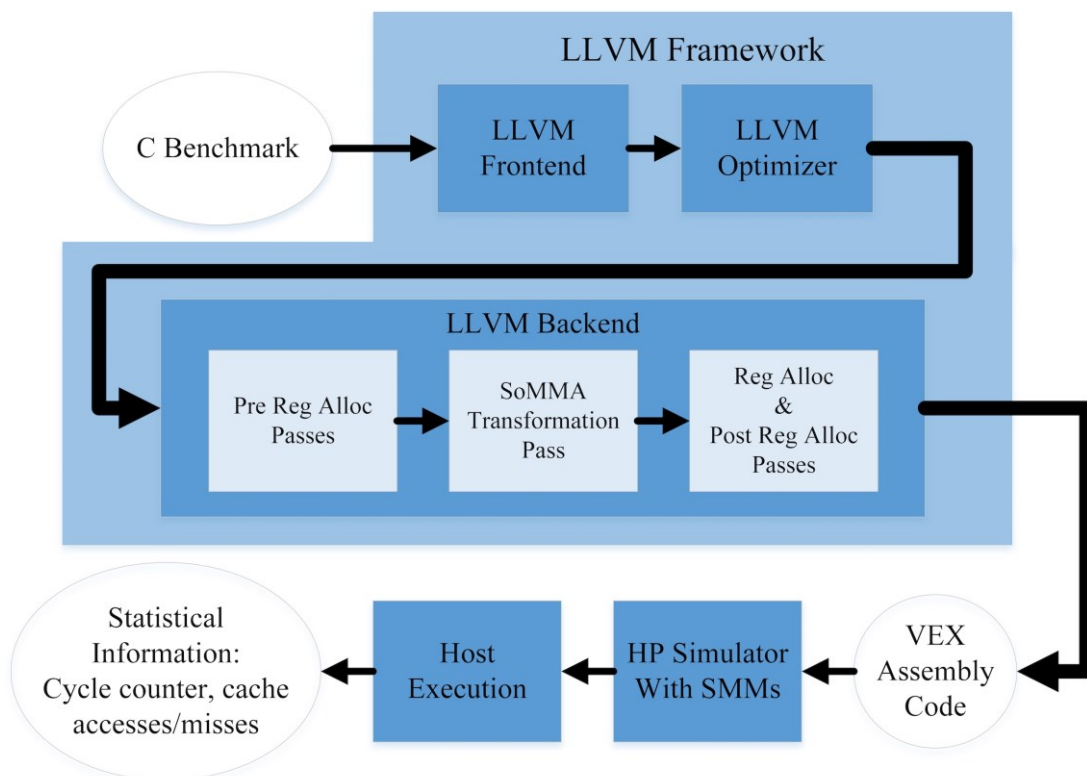 LLVM Framework
C Benchmark
LLVM
Frontend
LLVM
Optimizer
LLVM Backend
Pre Reg Alloc
Passes
SoMMA
Transformation
Pass
Reg Alloc
&
Post Reg Alloc
Passes
Statistical
Information:
Cycle counter, cache
accesses/misses
Host
Execution
HP Simulator
With SMMs
VEX
Assembly
Code